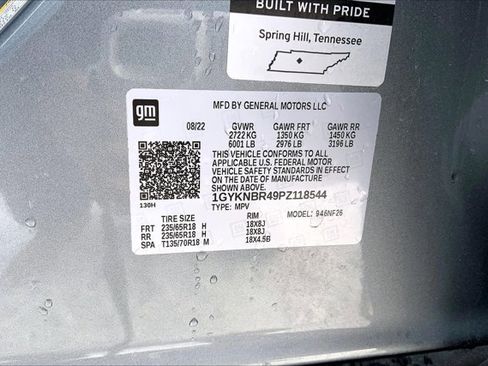 BUILT WITH PRIDE
Spring Hill, Tennessee
gm
MFD BY GENERAL MOTORS LLC
08/22 GVWR GAWR FRT GAWR RR
2722 KG 1350 KG 1450 KG
6001 LB 2976 LB 3196 LB
THIS VEHICLE CONFORMS TO ALL
APPLICABLE U.S. FEDERAL MOTOR
VEHICLE SAFETY STANDARDS IN EFFECT
ON THE DATE OF MANUFACTURE
SHOWN ABOVE.
1GYKNBR49PZ118544
130H TYPE: MPV MODEL: 946NF26
TIRE SIZE RIM
FRT 235/65R18 H 18X8J
RR 235/65R18 H 18X8J
SPA T135/70R18 M 18X4.5B